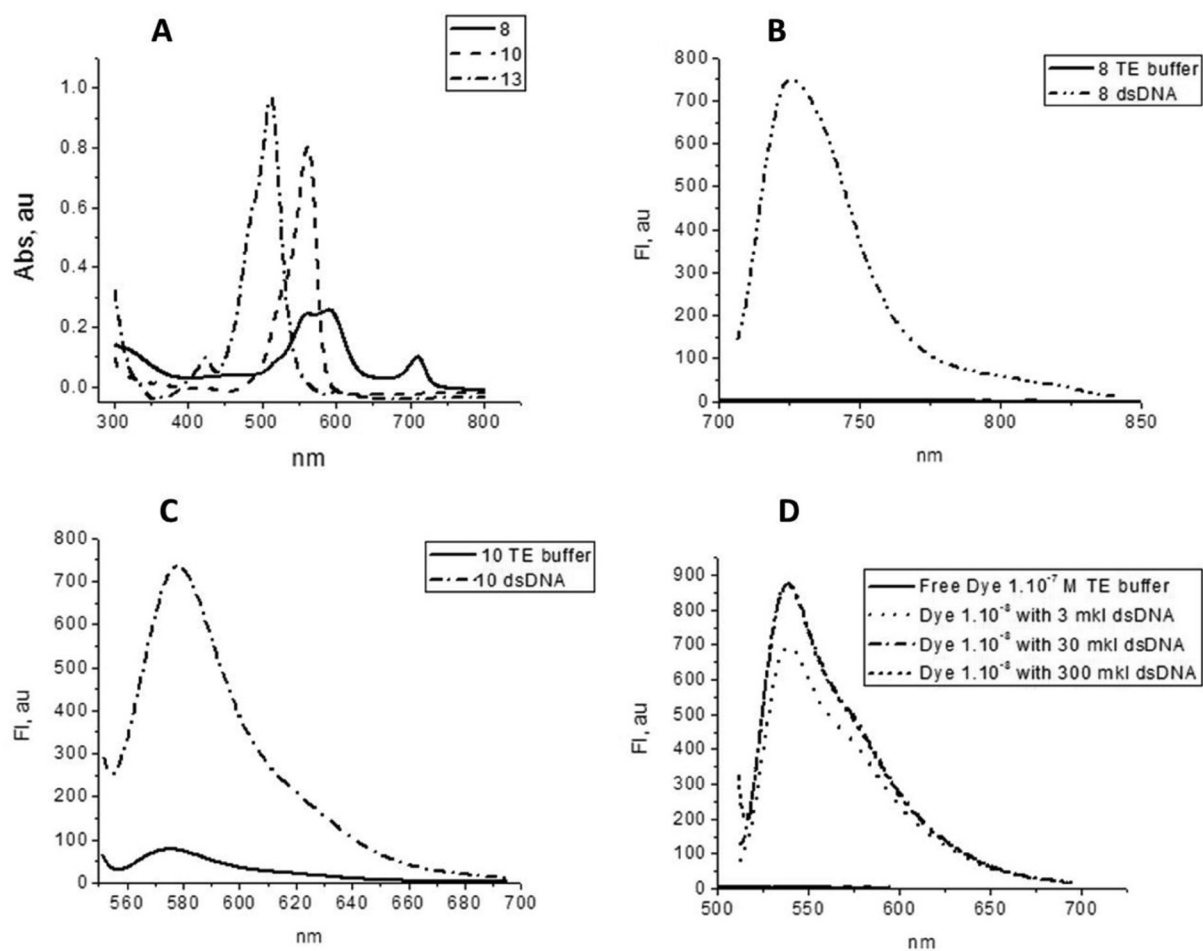 A
8
10
13
1.0
0.8
0.6
0.4
0.2
0.0
Abs, au
300 400 500 600 700 800
nm
B
8 TE buffer
8 dsDNA
800
700
600
500
400
300
200
100
0
Fl, au
700 750 800 850
nm
C
10 TE buffer
10 dsDNA
800
700
600
500
400
300
200
100
0
Fl, au
560 580 600 620 640 660 680 700
nm
D
Free Dye 1.10⁻⁷ M TE buffer
Dye 1.10⁻⁸ with 3 mkl dsDNA
Dye 1.10⁻⁸ with 30 mkl dsDNA
Dye 1.10⁻⁸ with 300 mkl dsDNA
900
800
700
600
500
400
300
200
100
0
Fl, au
500 550 600 650 700
nm